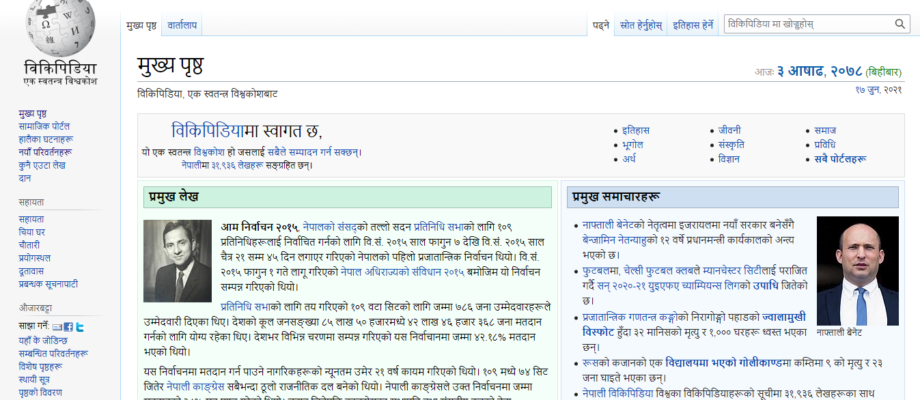 विकिपिडिया
एक स्वतन्त्र विश्वकोश
मुख्य पृष्ठ
सामाजिक पोर्टल
हालैका घटनाहरू
नयाँ परिवर्तनहरू
कुनै एउटा लेख
दान
सहायता
सहायता
चिया घर
चौतारी
प्रयोगस्थल
दूतावास
प्रबन्धक सूचनापाटी
औजारबट्टा
साझा गर्ने:
यहाँ के जोडिन्छ
सम्बन्धित परिवर्तनहरू
विशेष पृष्ठहरू
स्थायी सूत्र
पृष्ठको विवरण
मुख्य पृष्ठ वार्तालाप
पढ्ने स्रोत हेर्नुहोस् इतिहास हेर्ने विकिपिडिया मा खोज्नुहोस्
मुख्य पृष्ठ
आजः ३ आषाढ, २०७८ (बिहीबार)
विकिपिडिया, एक स्वतन्त्र विश्वकोशबाट
१७ जुन, २०२१
विकिपिडियामा स्वागत छ,
यो एक स्वतन्त्र विश्वकोश हो जसलाई सबैले सम्पादन गर्न सक्छन्।
नेपालीमा ३१,९३६ लेखहरू सङ्ग्रहित छन्।
इतिहास
भूगोल
अर्थ
जीवनी
संस्कृति
विज्ञान
समाज
प्रविधि
सबै पोर्टलहरू
प्रमुख लेख
आम निर्वाचन २०१५, नेपालको संसद्को तल्लो सदन प्रतिनिधि सभाको लागि १०९
प्रतिनिधिहरूलाई निर्वाचित गर्नको लागि वि.सं. २०१५ साल फागुन ७ देखि वि.सं. २०१५ साल
चैत्र २१ सम्म ४५ दिन लगाएर गरिएको नेपालको पहिलो प्रजातान्त्रिक निर्वाचन थियो। वि.सं.
२०१५ फागुन १ गते लागू गरिएको नेपाल अधिराज्यको संविधान २०१५ बमोजिम यो निर्वाचन
सम्पन्न गरिएको थियो।
प्रतिनिधि सभाको लागि तय गरिएको १०९ वटा सिटको लागि जम्मा ७८६ जना उम्मेदवारहरूले
उम्मेदवारी दिएका थिए। देशको कूल जनसङ्ख्या ८५ लाख ५० हजारमध्ये ४२ लाख ४६ हजार ३६८ जना मतदान
गर्नको लागि योग्य रहेका थिए। देशभर विभिन्न चरणमा सम्पन्न गरिएको यस निर्वाचनमा जम्मा ४२.१८% मतदान
भएको थियो।
यस निर्वाचनमा मतदान गर्न पाउने नागरिकहरूको न्यूनतम उमेर २१ वर्ष कायम गरिएको थियो। १०९ मध्ये ७४ सिट
जितेर नेपाली काङ्ग्रेस सबैभन्दा ठूलो राजनीतिक दल बनेको थियो। नेपाली काङ्ग्रेसले उक्त निर्वाचनमा जम्मा
प्रमुख समाचारहरू
नाफ्ताली बेनेटको नेतृत्वमा इजरायलमा नयाँ सरकार बनेसँगै
बेन्जामिन नेतन्याहुको १२ वर्षे प्रधानमन्त्री कार्यकालको अन्त्य
भएको छ।
फुटबलमा, चेल्सी फुटबल क्लबले म्यानचेस्टर सिटीलाई पराजित
गर्दै सन् २०२०-२१ युइएफए च्याम्पियन्स लिगको उपाधि जितेको
छ।
प्रजातान्त्रिक गणतन्त्र कङ्गोको निरागोङ्गो पहाडको ज्वालामुखी
विस्फोट हुँदा ३२ मानिसको मृत्यु र १,००० घरहरू ध्वस्त भएका
छन्।
रूसको कजानको एक विद्यालयमा भएको गोलीकाण्डमा कम्तिमा ९ को मृत्यु र २३
जना घाइते भएका छन्।
नेपाली विकिपिडिया विश्वका विकिपिडियाहरूको सूचीमा ३१,९३६ लेखहरूका साथ
नाफ्ताली बेनेट